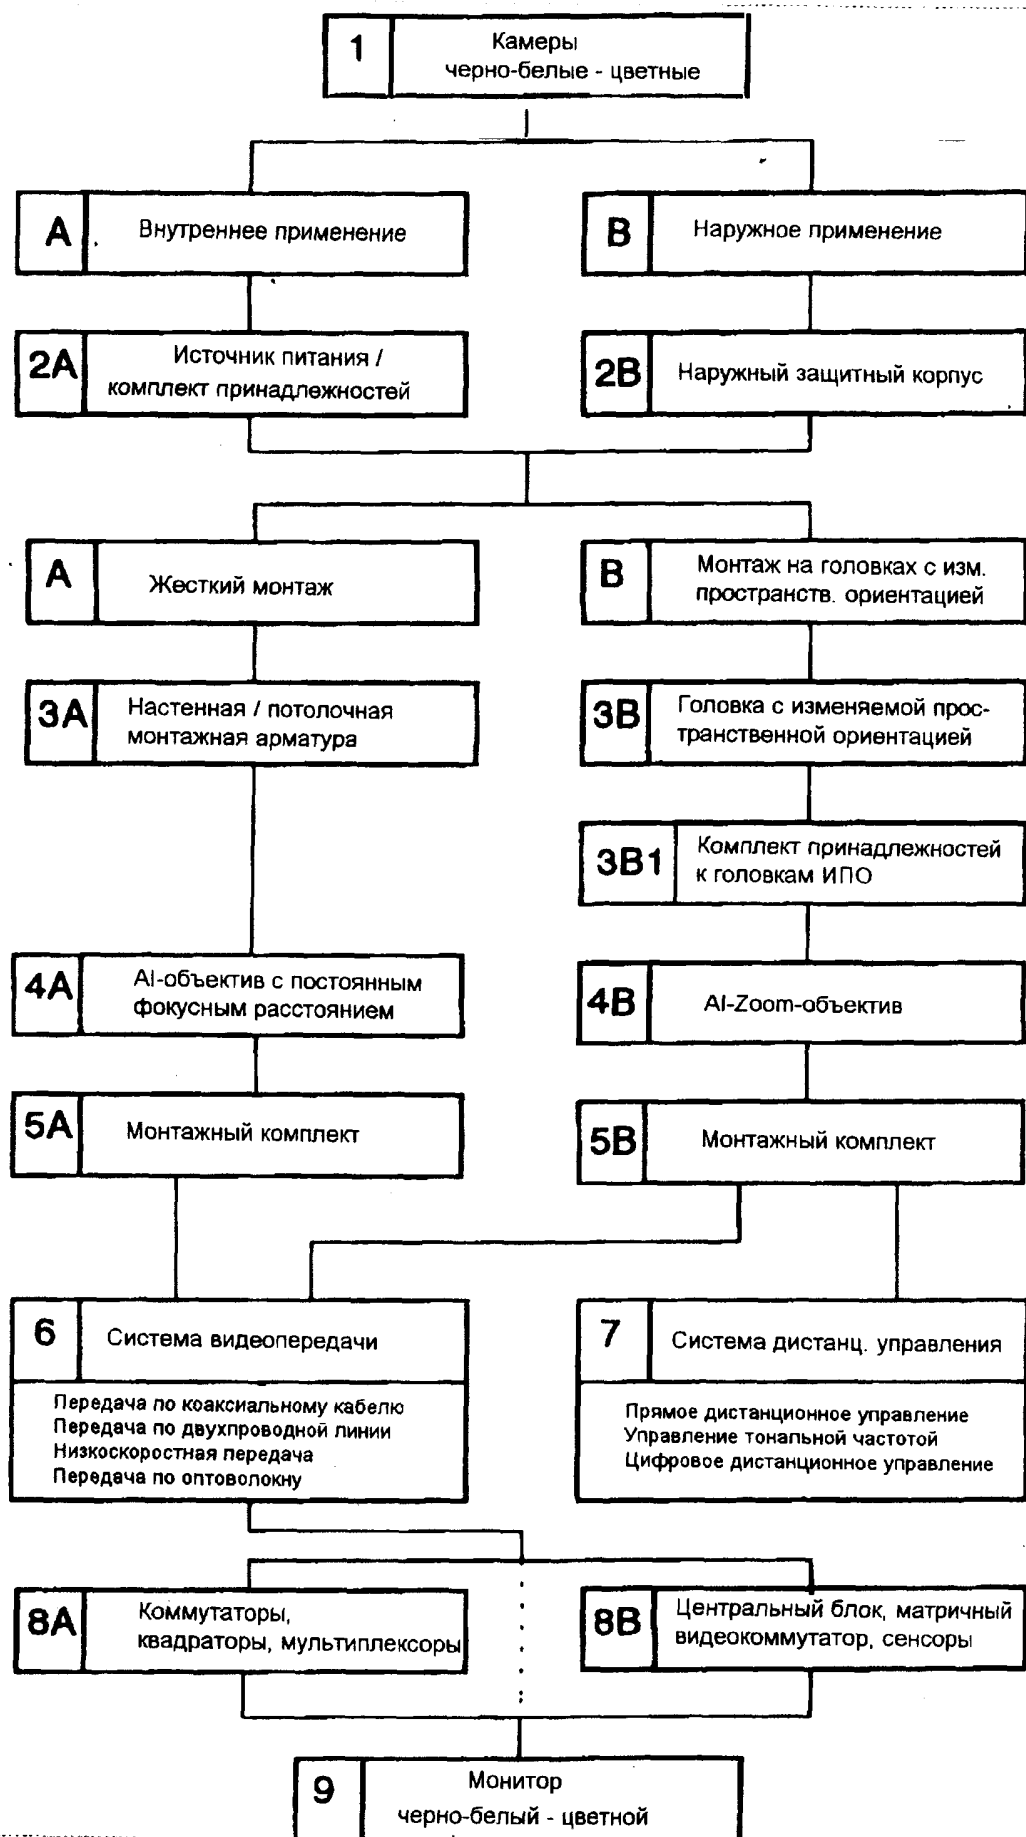 1
Камеры
черно-белые - цветные
A
Внутреннее применение
B
Наружное применение
2A
Источник питания /
комплект принадлежностей
2B
Наружный защитный корпус
A
Жесткий монтаж
B
Монтаж на головках с изм.
пространств. ориентацией
3A
Настенная / потолочная
монтажная арматура
3B
Головка с изменяемой прос-
транственной ориентацией
3B1
Комплект принадлежностей
к головкам ИПО
4A
AI-объектив с постоянным
фокусным расстоянием
4B
AI-Zoom-объектив
5A
Монтажный комплект
5B
Монтажный комплект
6
Система видеопередачи
Передача по коаксиальному кабелю
Передача по двухпроводной линии
Низкоскоростная передача
Передача по оптоволокну
7
Система дистанц. управления
Прямое дистанционное управление
Управление тональной частотой
Цифровое дистанционное управление
8A
Коммутаторы,
квадраторы, мультиплексоры
8B
Центральный блок, матричный
видеокоммутатор, сенсоры
9
Монитор
черно-белый - цветной